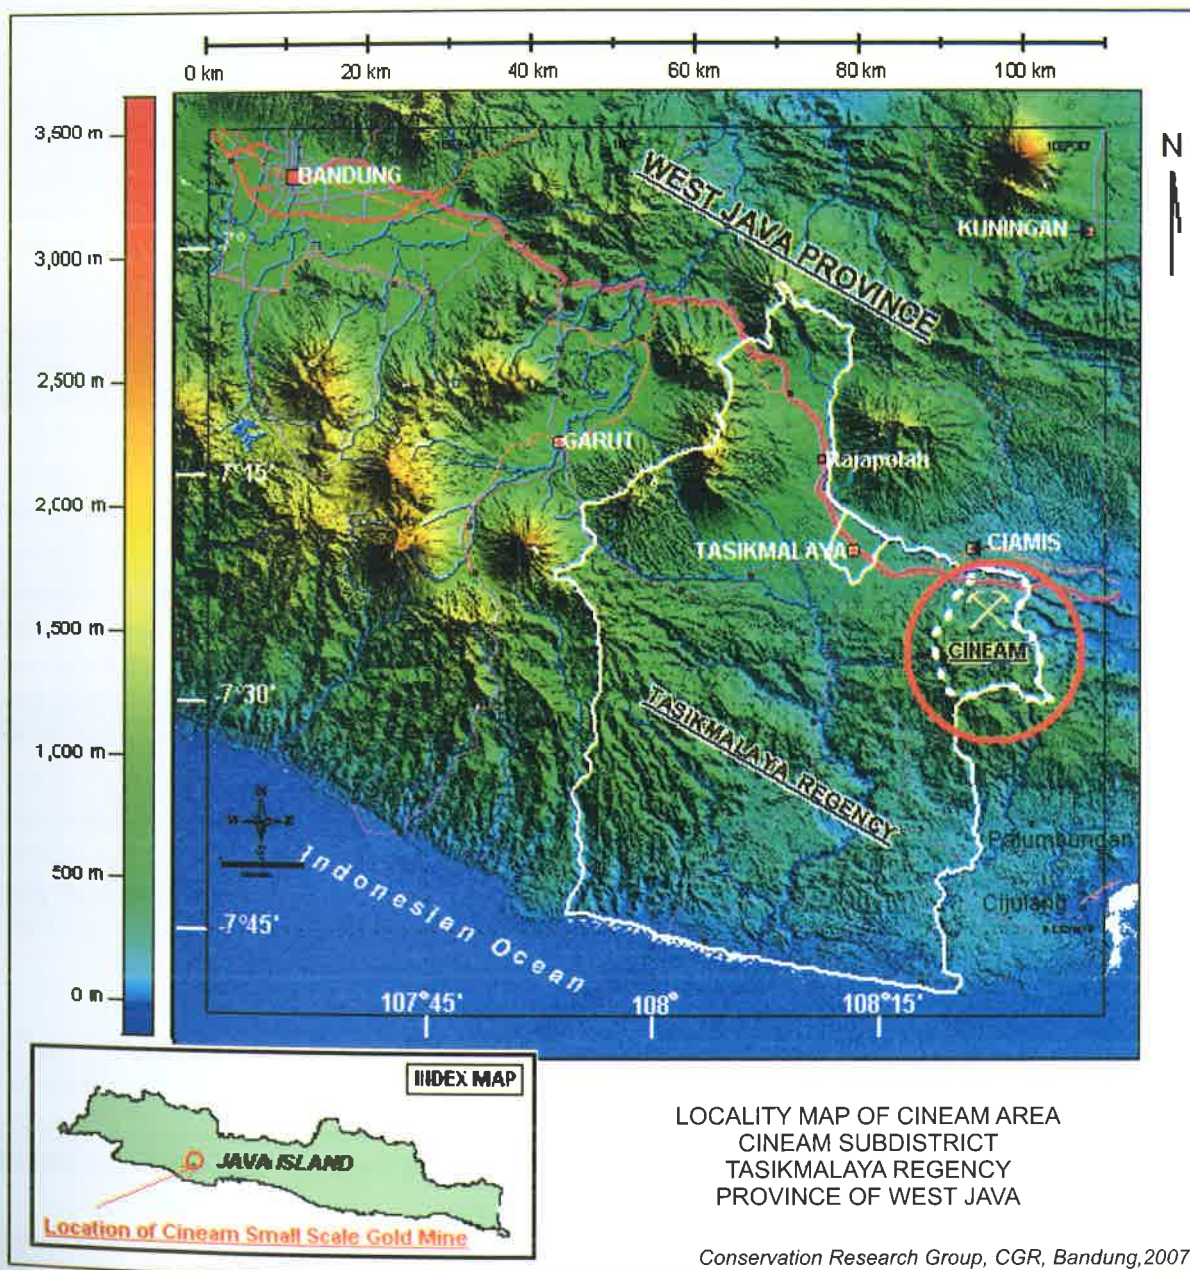 0 km 20 km 40 km 60 km 80 km 100 km
3,500 m
3,000 m
2,500 m
2,000 m
1,500 m
1,000 m
500 m
0 m
N
BANDUNG
WEST JAVA PROVINCE
KUNINGAN
7°
GARUT
Rajapolah
7°15'
TASIKMALAYA
CIAMIS
CINEAM
-7°30'
TASIKMALAYA REGENCY
N
W E
S
Indonesian Ocean
Cijulang
-7°45'
107°45' 108° 108°15'
INDEX MAP
JAVA ISLAND
Location of Cineam Small Scale Gold Mine
LOCALITY MAP OF CINEAM AREA
CINEAM SUBDISTRICT
TASIKMALAYA REGENCY
PROVINCE OF WEST JAVA
Conservation Research Group, CGR, Bandung,2007